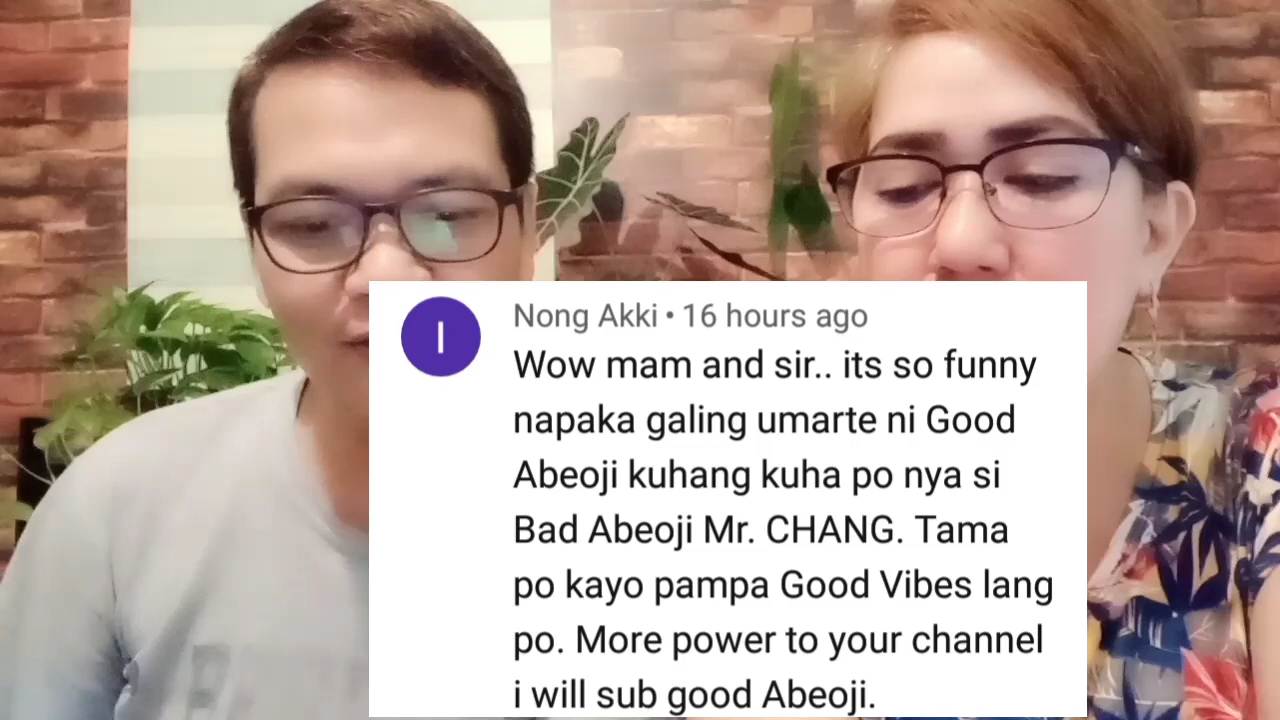 I
Nong Akki • 16 hours ago
Wow mam and sir.. its so funny
napaka galing umarte ni Good
Abeoji kuhang kuha po nya si
Bad Abeoji Mr. CHANG. Tama
po kayo pampa Good Vibes lang
po. More power to your channel
i will sub good Abeoji.